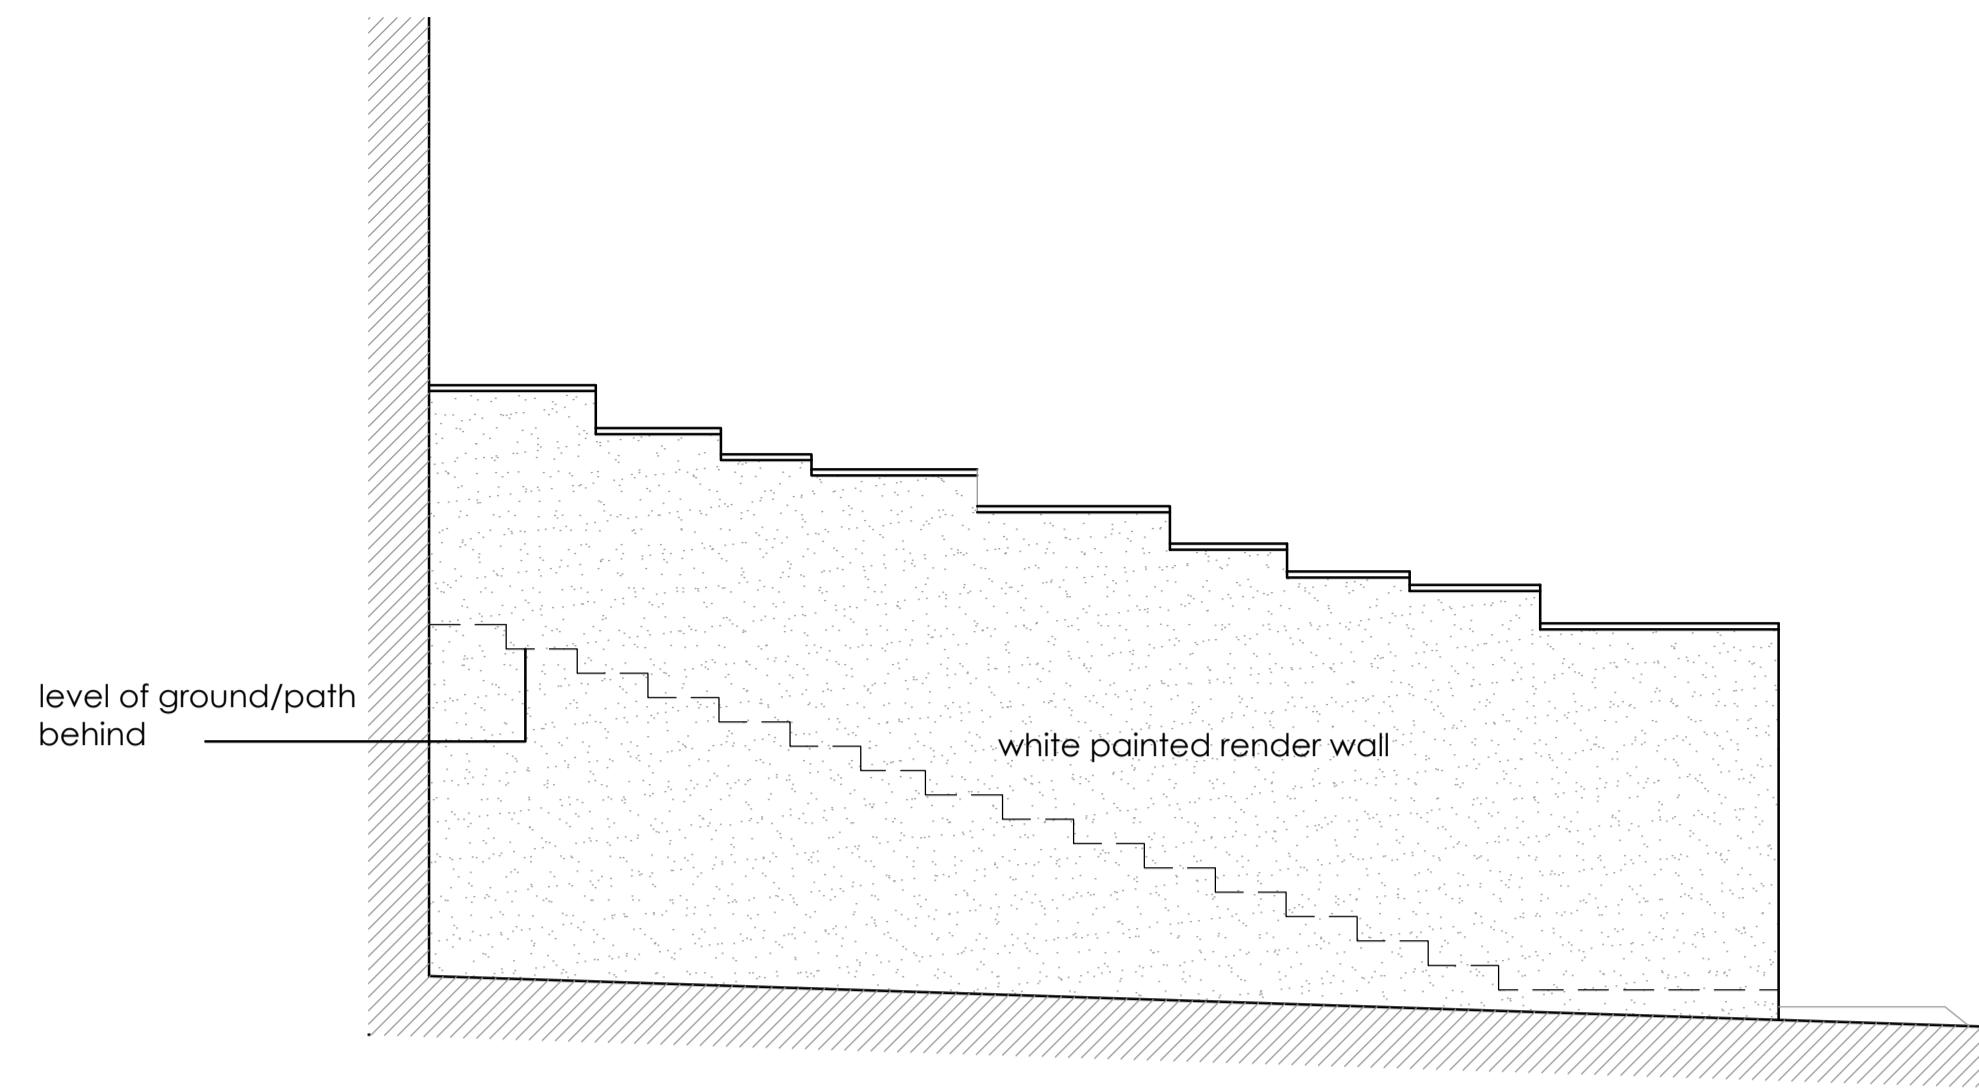 level of ground/path
behind
white painted render wall